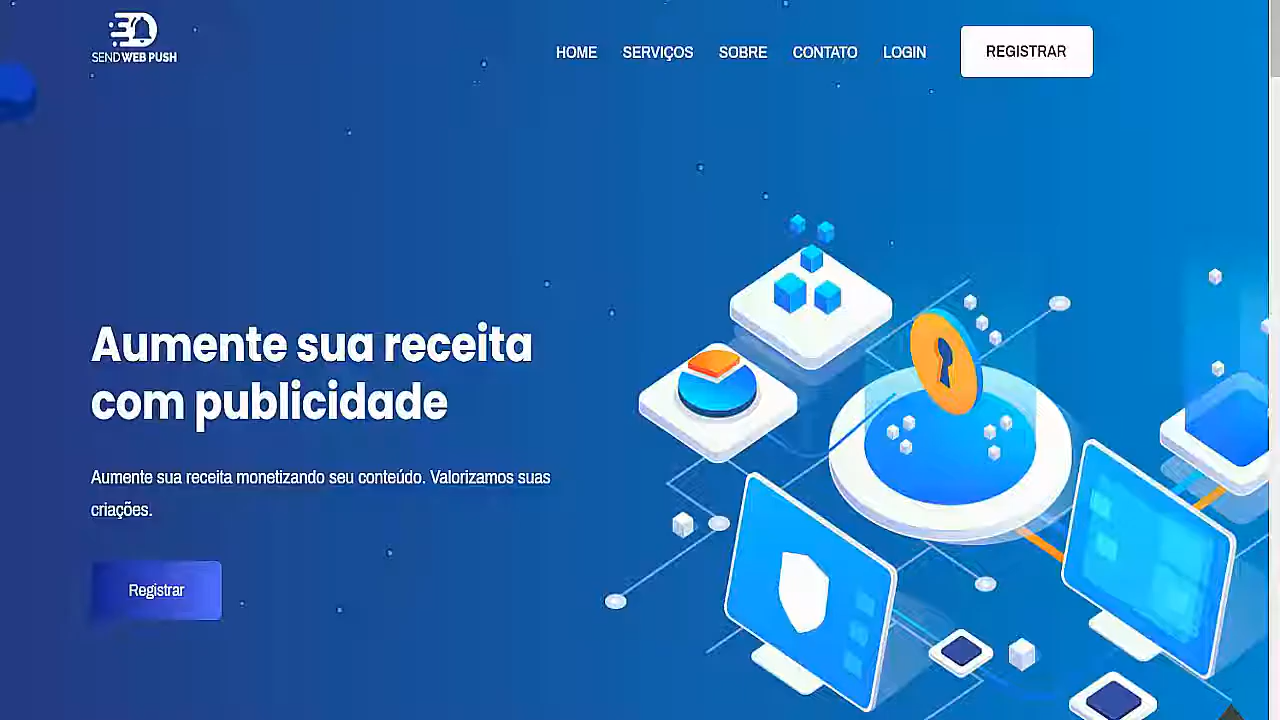 SEND WEB PUSH
HOME SERVIÇOS SOBRE CONTATO LOGIN REGISTRAR
Aumente sua receita
com publicidade
Aumente sua receita monetizando seu conteúdo. Valorizamos suas
criações.
Registrar